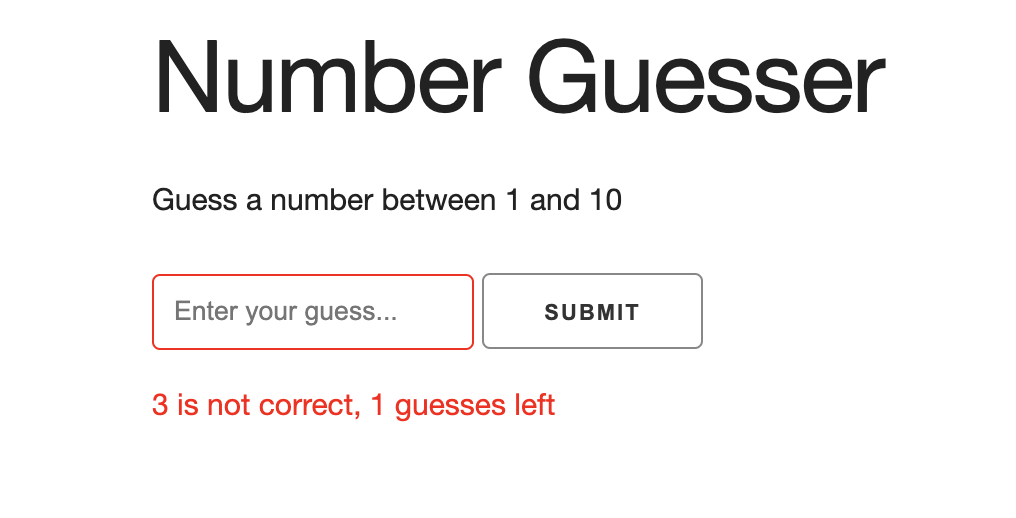 Number Guesser
Guess a number between 1 and 10
Enter your guess... SUBMIT
3 is not correct, 1 guesses left